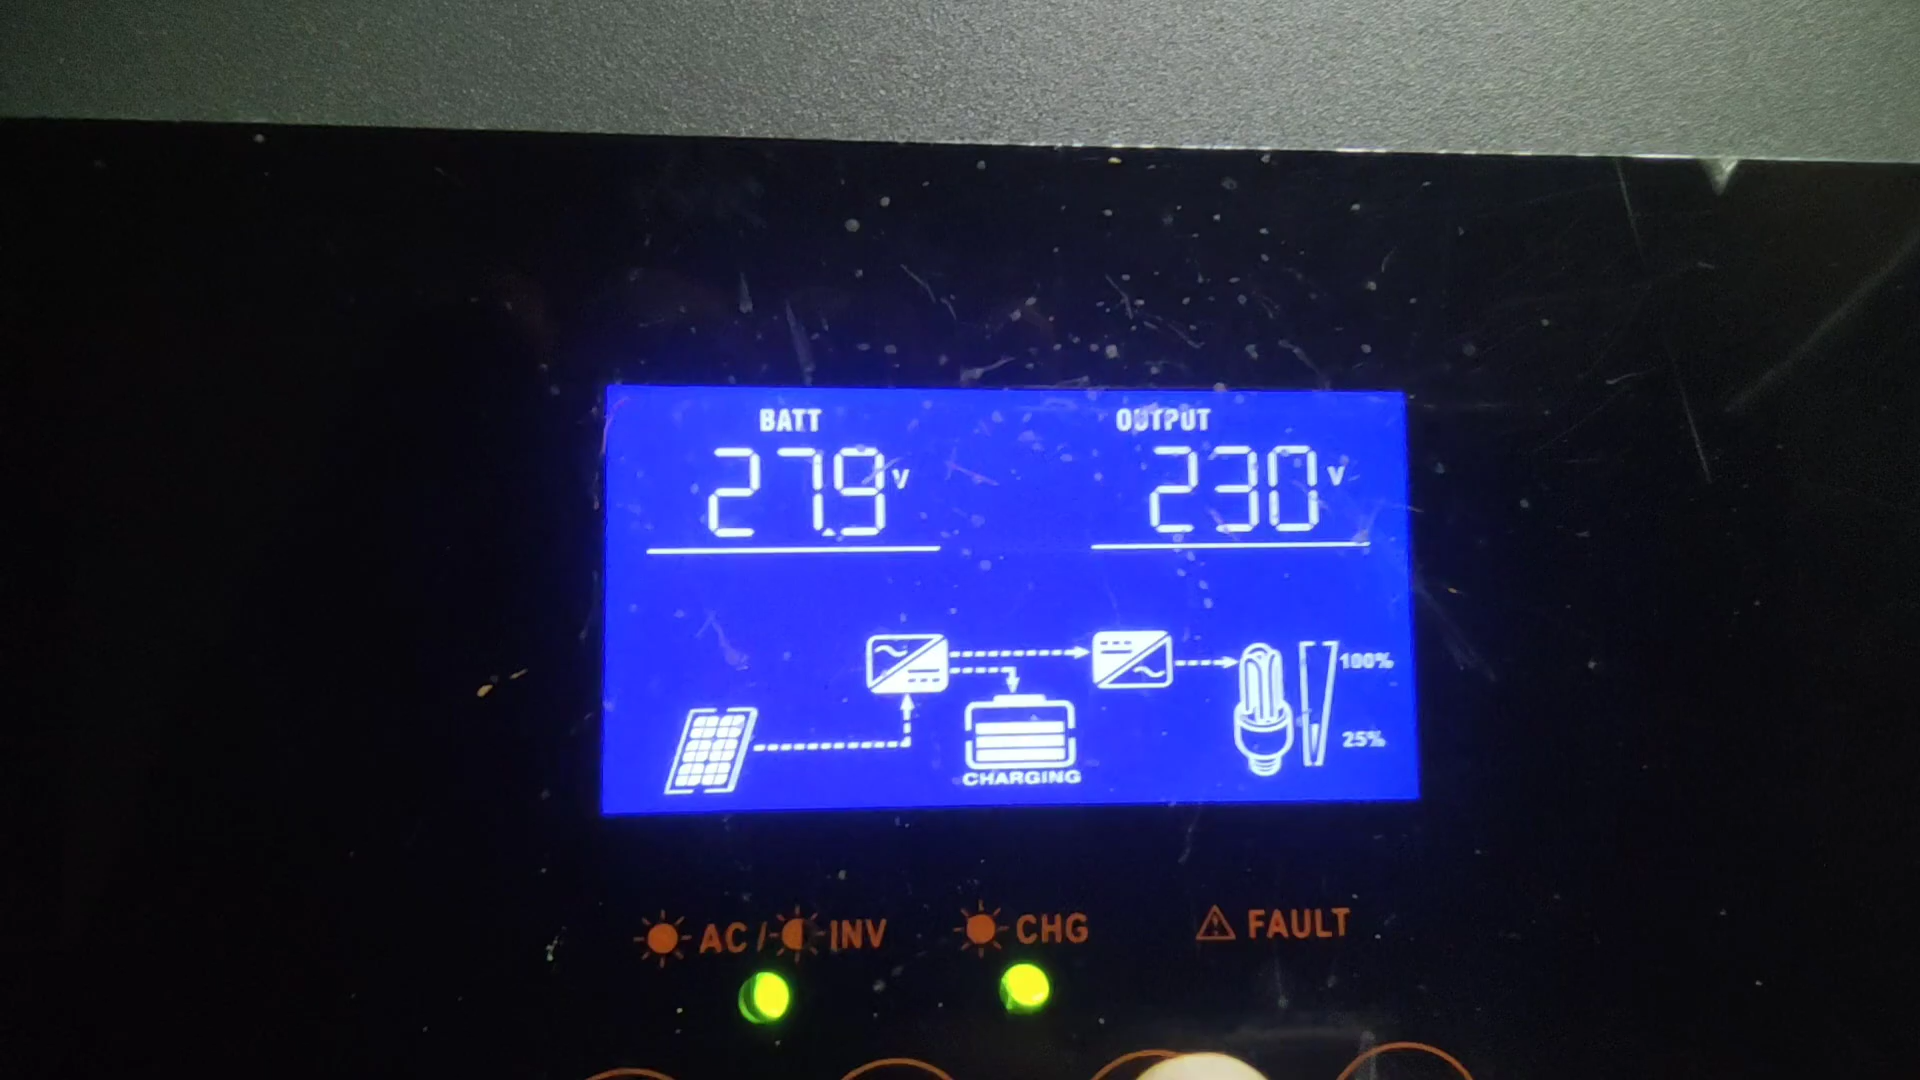 BATT OUTPUT
27.9V 230V
100%
25%
CHARGING
AC / INV CHG FAULT